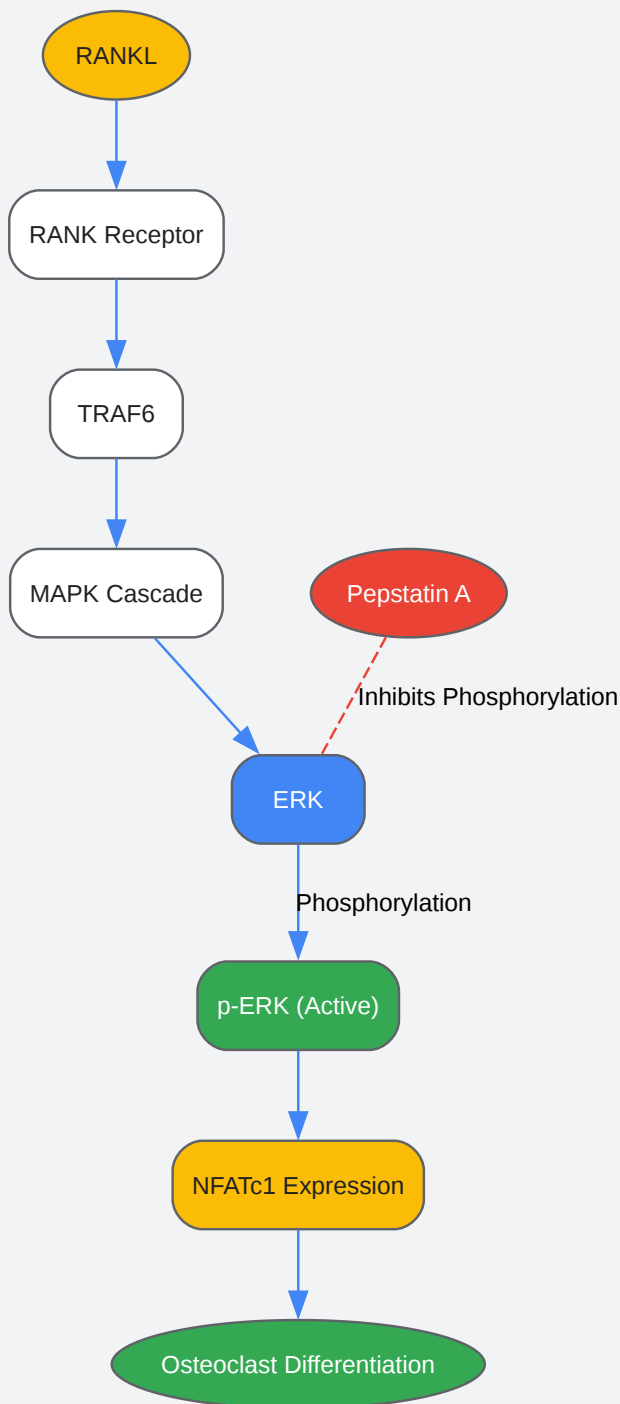 RANKL
RANK Receptor
TRAF6
MAPK Cascade
Pepstatin A
Inhibits Phosphorylation
ERK
Phosphorylation
p-ERK (Active)
NFATc1 Expression
Osteoclast Differentiation